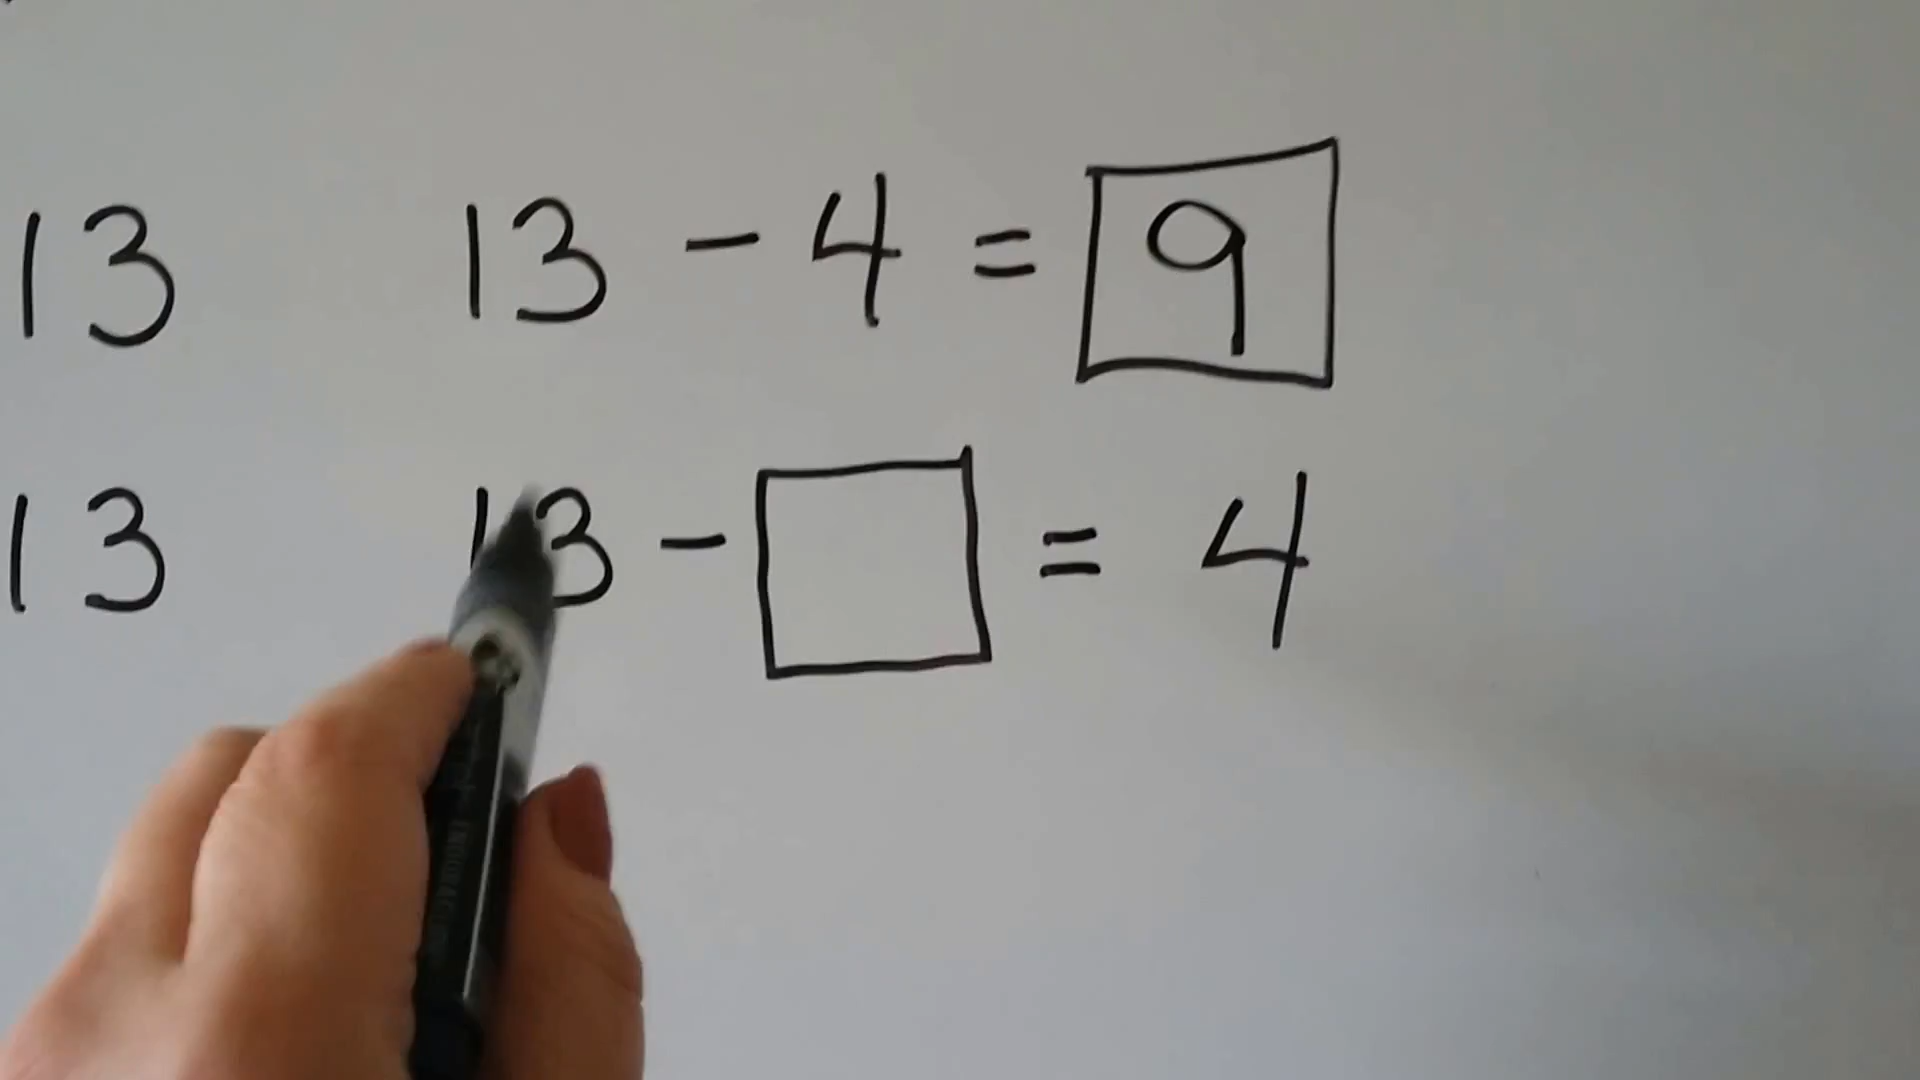 13 13 - 4 = 9
13 13 - □ = 4